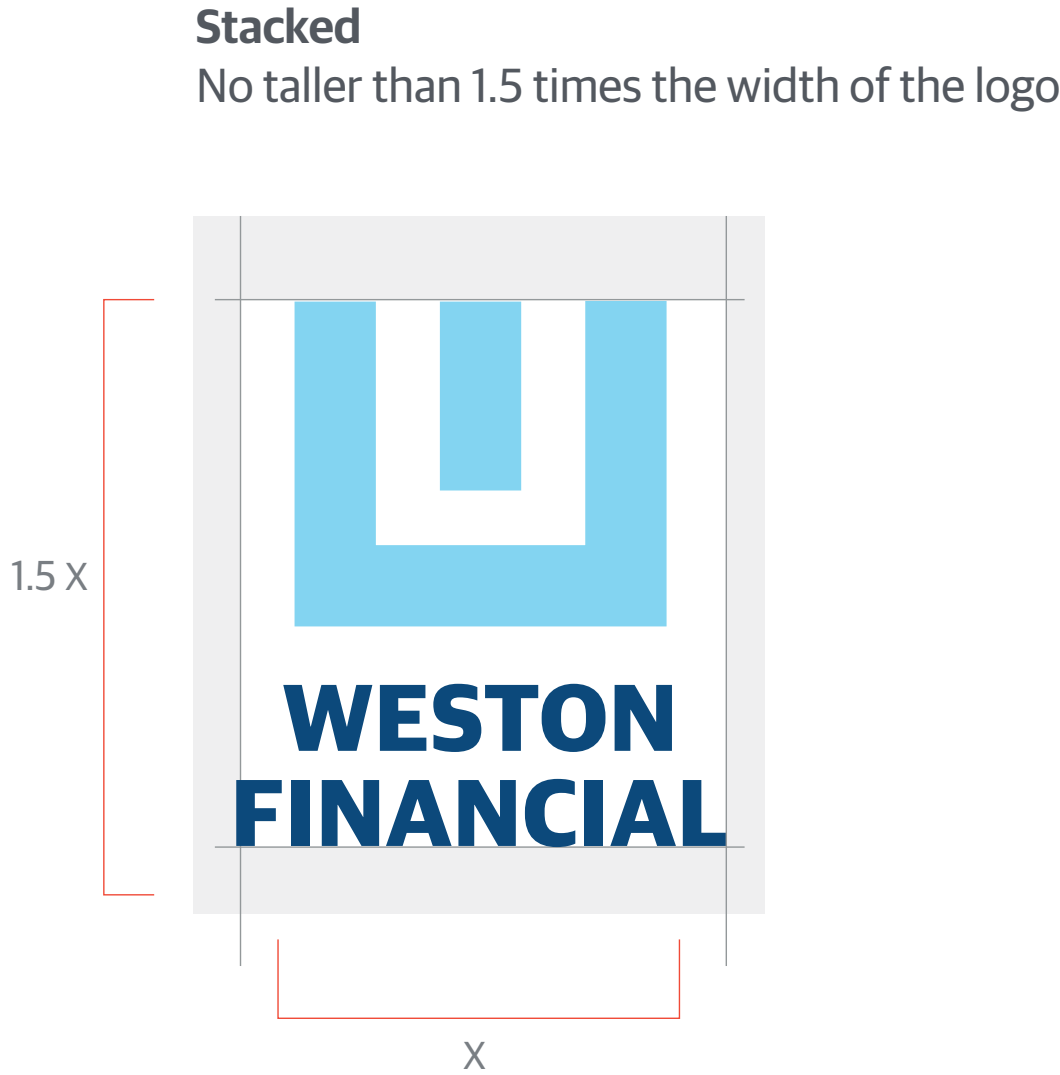 Stacked
No taller than 1.5 times the width of the logo
1.5 X
WESTON
FINANCIAL
X